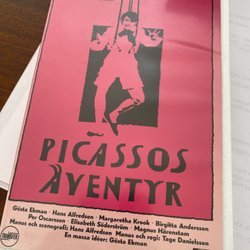 PICASSOS
ÄVENTYR
Gösta Ekman · Hans Alfredson · Margaretha Krook · Birgitta Andersson
Per Oscarsson · Elisabeth Söderström · Magnus Härenstam
Manus och scenografi: Hans Alfredson Manus och regi: Tage Danielsson
En massa idéer: Gösta Ekman